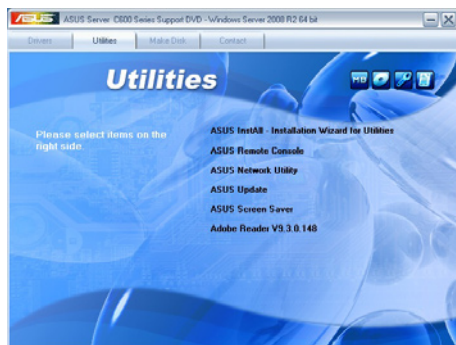 ASUS ASUS Server C600 Series Support DVD - Windows Server 2008 R2 64 bit
Drivers Utilities Make Disk Contact
Utilities
Please select items on the
right side.
ASUS InstAll - Installation Wizard for Utilities
ASUS Remote Console
ASUS Network Utility
ASUS Update
ASUS Screen Saver
Adobe Reader V9.3.0.148